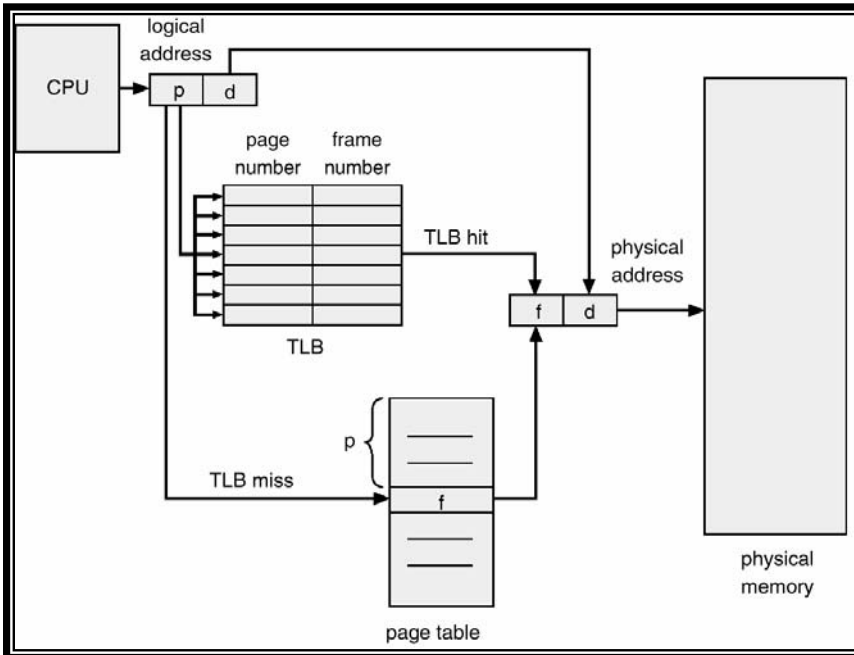 logical
address
CPU
p
d
page
number
frame
number
TLB hit
physical
address
f
d
TLB
p
TLB miss
f
page table
physical
memory